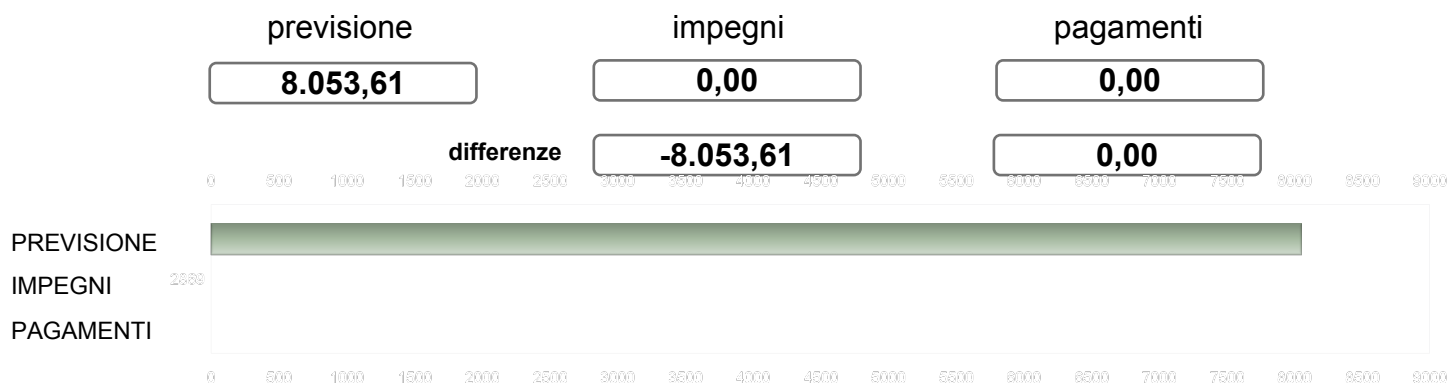 previsione impegni pagamenti
8.053,61 0,00 0,00
differenze -8.053,61 0,00
0 500 1000 1500 2000 2500 3000 3500 4000 4500 5000 5500 6000 6500 7000 7500 8000 8500 9000
PREVISIONE
IMPEGNI
PAGAMENTI
0 500 1000 1500 2000 2500 3000 3500 4000 4500 5000 5500 6000 6500 7000 7500 8000 8500 9000